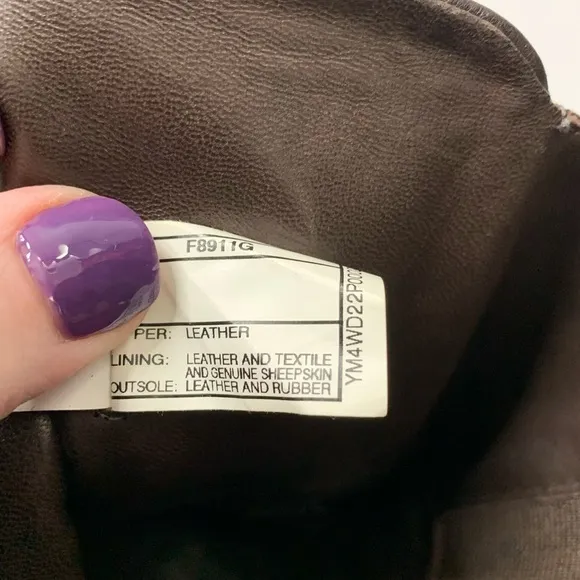 F8911G
PER: LEATHER
LINING: LEATHER AND TEXTILE
AND GENUINE SHEEPSKIN
OUTSOLE: LEATHER AND RUBBER
YM4WD22P000